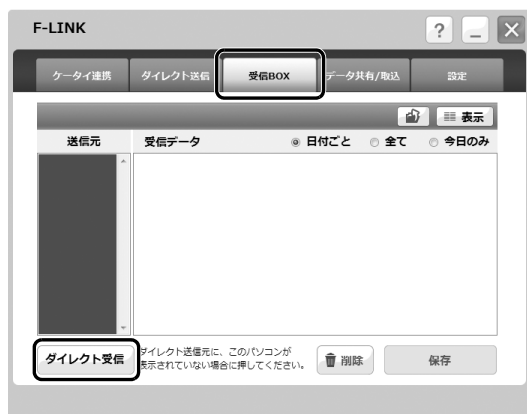 F-LINK
?
ケータイ連携 ダイレクト送信 受信BOX データ共有/取込 設定
表示
送信元 受信データ 日付ごと 全て 今日のみ
ダイレクト受信
ダイレクト送信元に、このパソコンが
表示されていない場合に押してください。
削除 保存